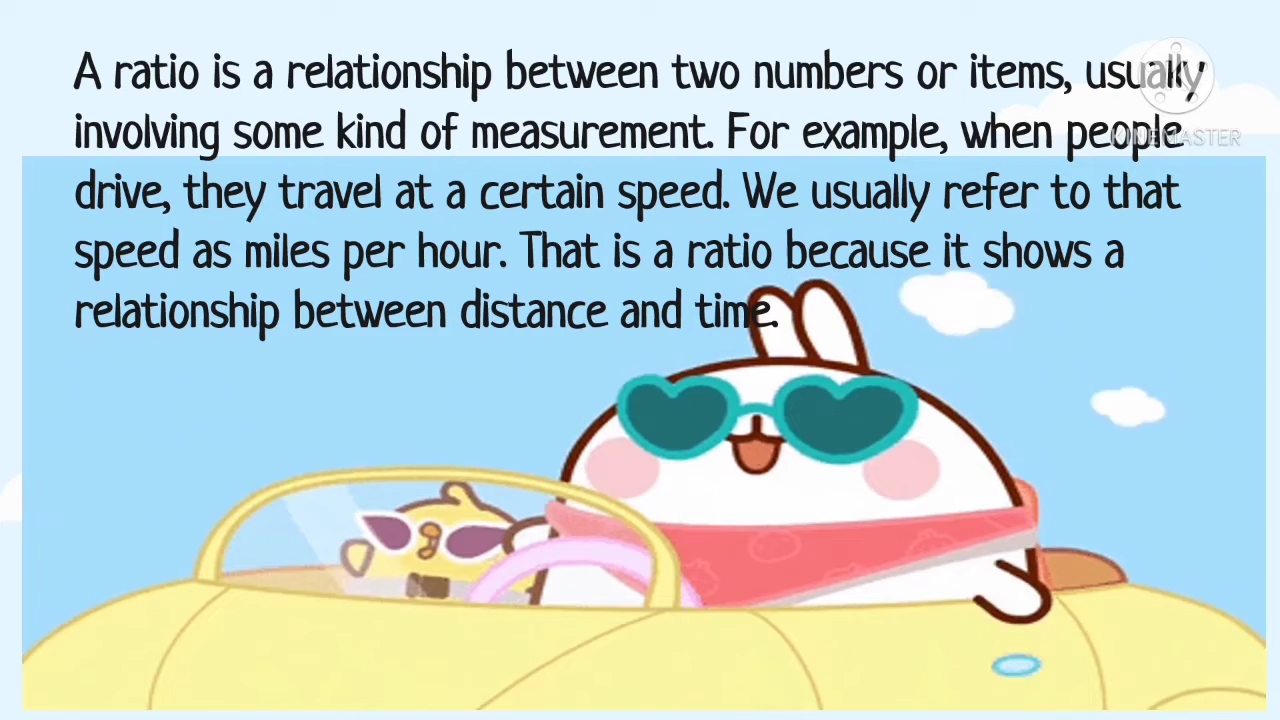 A ratio is a relationship between two numbers or items, usually
involving some kind of measurement. For example, when people
drive, they travel at a certain speed. We usually refer to that
speed as miles per hour. That is a ratio because it shows a
relationship between distance and time.
KINEMASTER